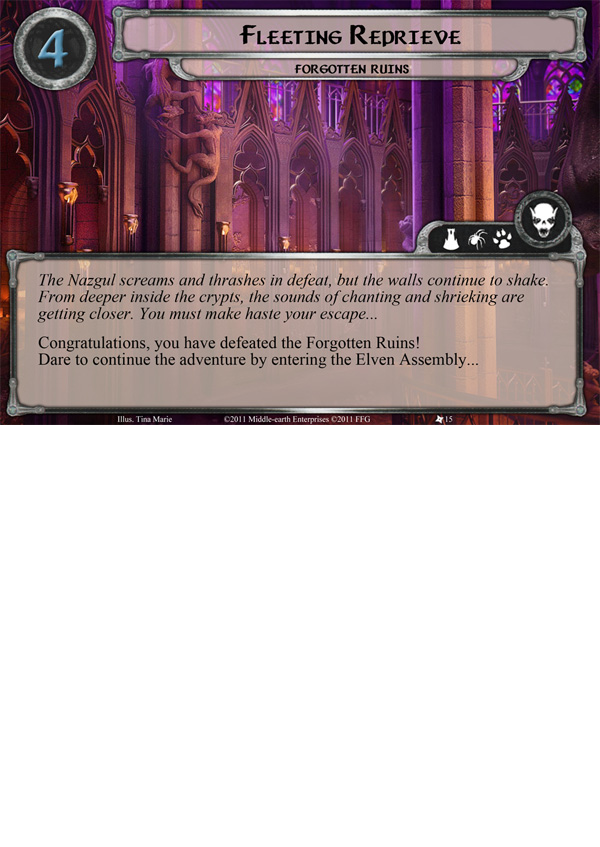 4
Fleeting Reprieve
Forgotten Ruins
The Nazgul screams and thrashes in defeat, but the walls continue to shake.
From deeper inside the crypts, the sounds of chanting and shrieking are
getting closer. You must make haste your escape...
Congratulations, you have defeated the Forgotten Ruins!
Dare to continue the adventure by entering the Elven Assembly...
Illus. Tina Marie ©2011 Middle-earth Enterprises ©2011 FFG 15